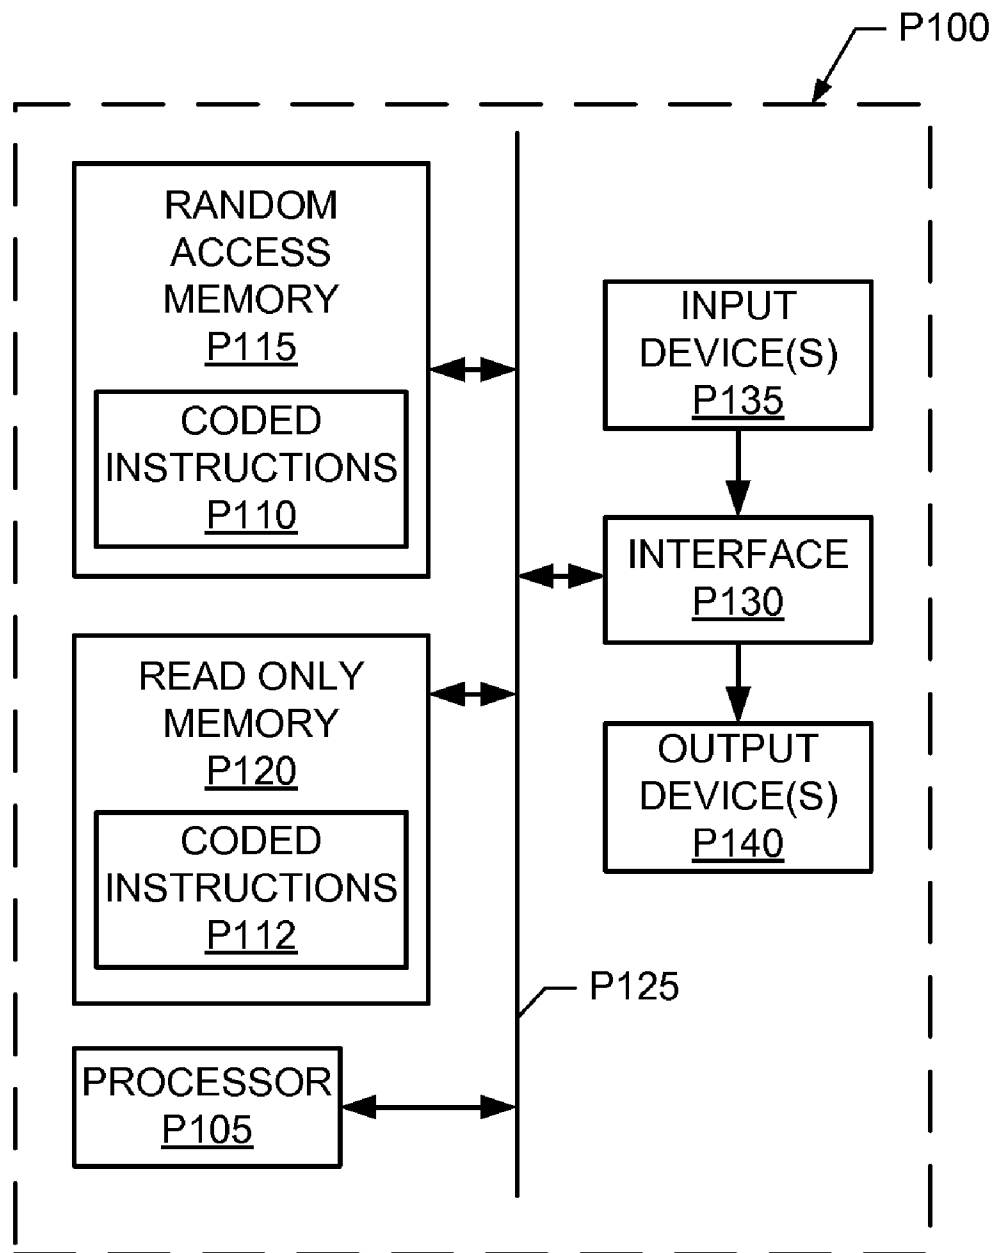 P100
RANDOM
ACCESS
MEMORY
P115
CODED
INSTRUCTIONS
P110
READ ONLY
MEMORY
P120
CODED
INSTRUCTIONS
P112
PROCESSOR
P105
INPUT
DEVICE(S)
P135
INTERFACE
P130
OUTPUT
DEVICE(S)
P140
P125